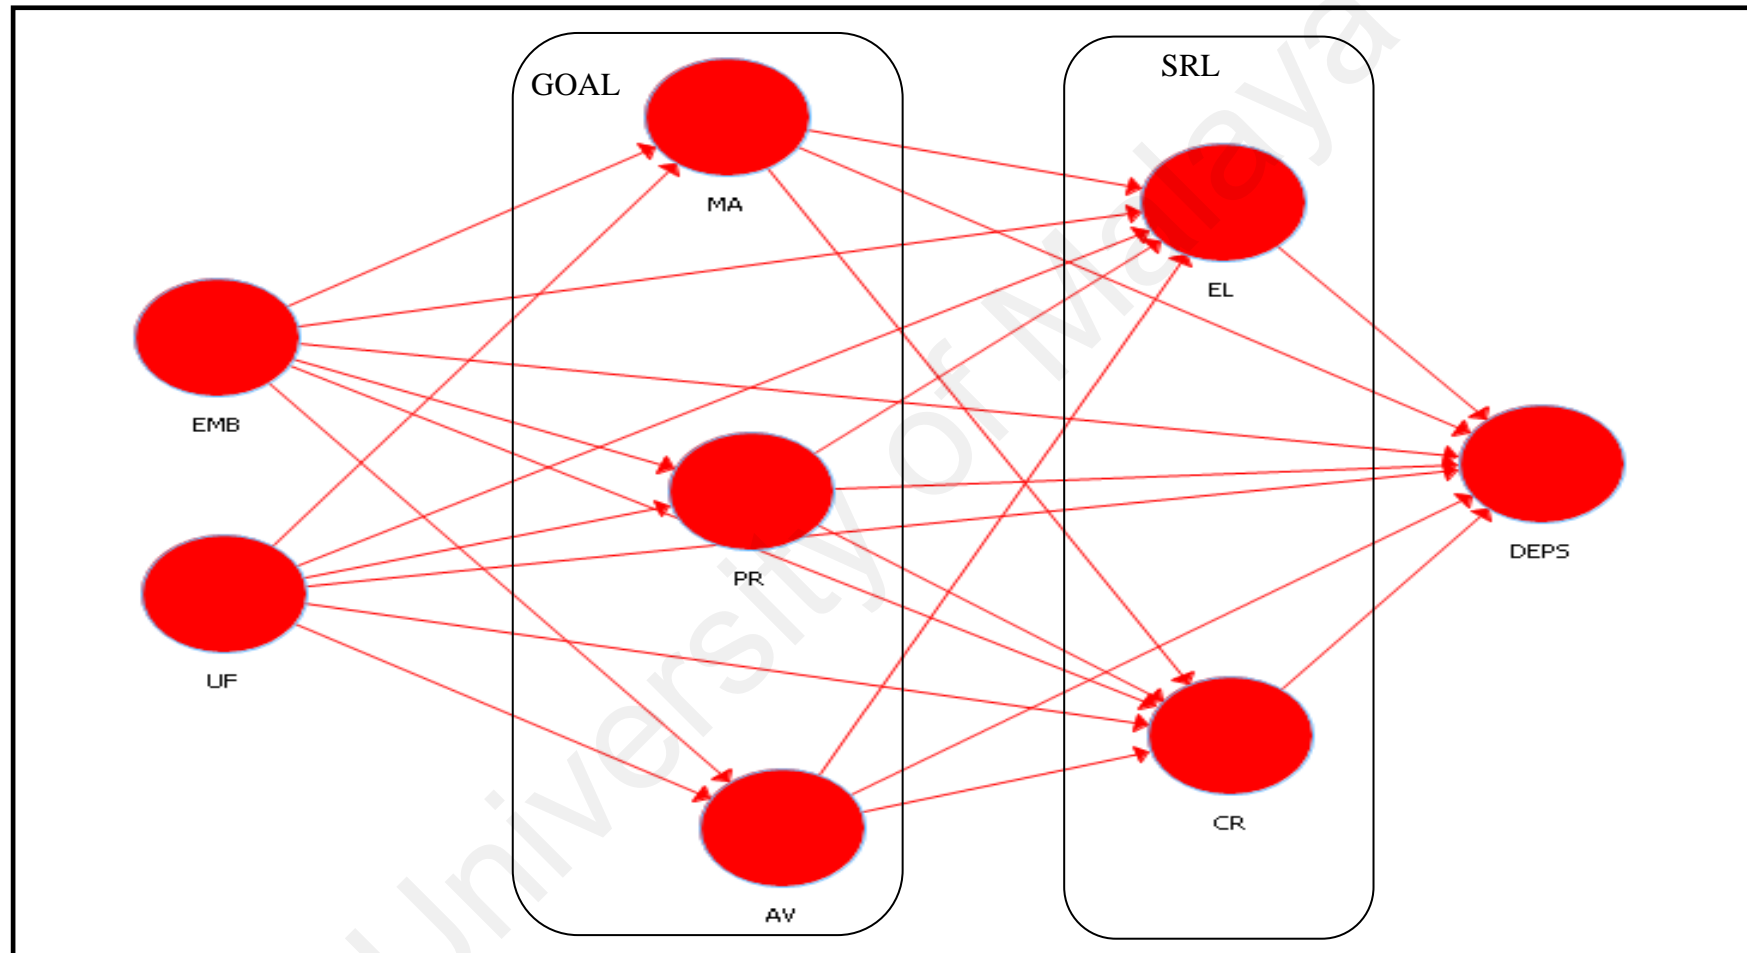 GOAL
SRL
MA
EL
EMB
DEPS
PR
UF
CR
AV
University of Malaya